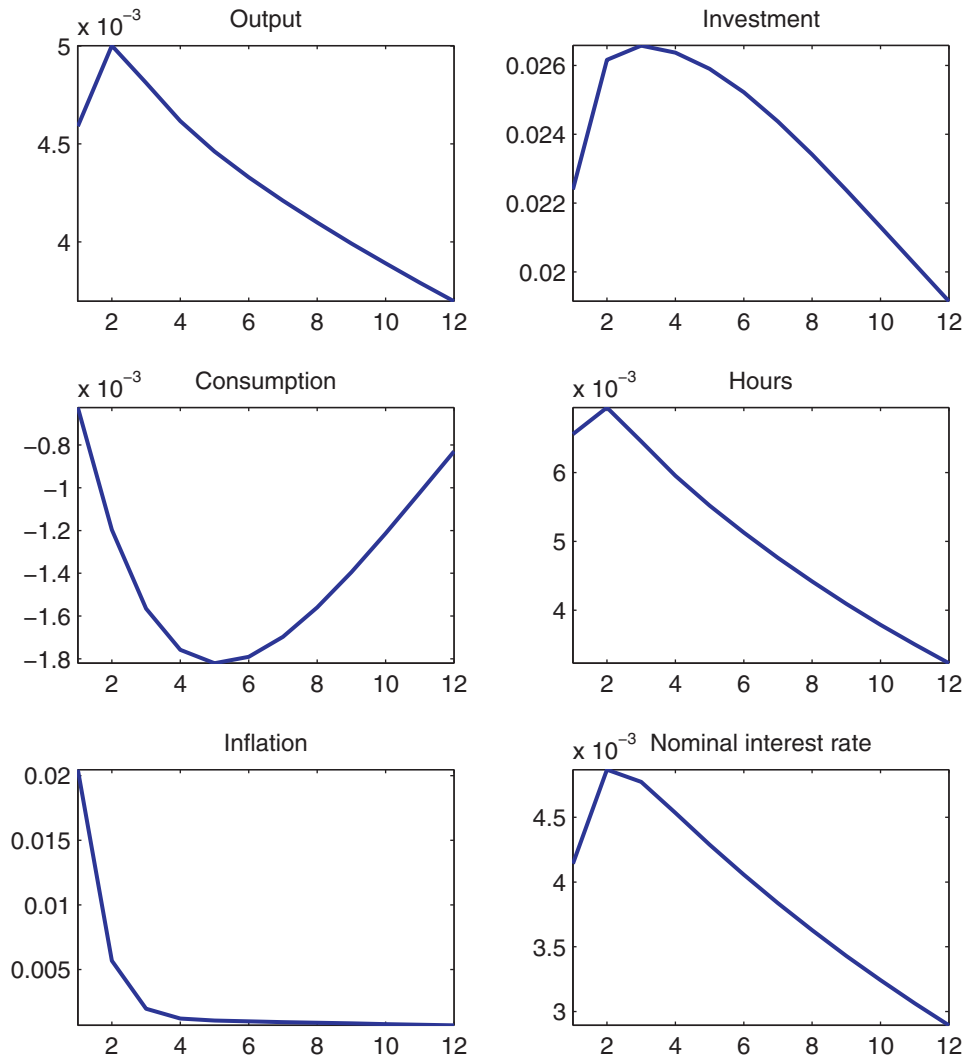 Output
x 10⁻³
5
4.5
4
2 4 6 8 10 12
Investment
0.026
0.024
0.022
0.02
2 4 6 8 10 12
Consumption
x 10⁻³
−0.8
−1
−1.2
−1.4
−1.6
−1.8
2 4 6 8 10 12
Hours
x 10⁻³
6
5
4
2 4 6 8 10 12
Inflation
0.02
0.015
0.01
0.005
2 4 6 8 10 12
x 10⁻³ Nominal interest rate
4.5
4
3.5
3
2 4 6 8 10 12